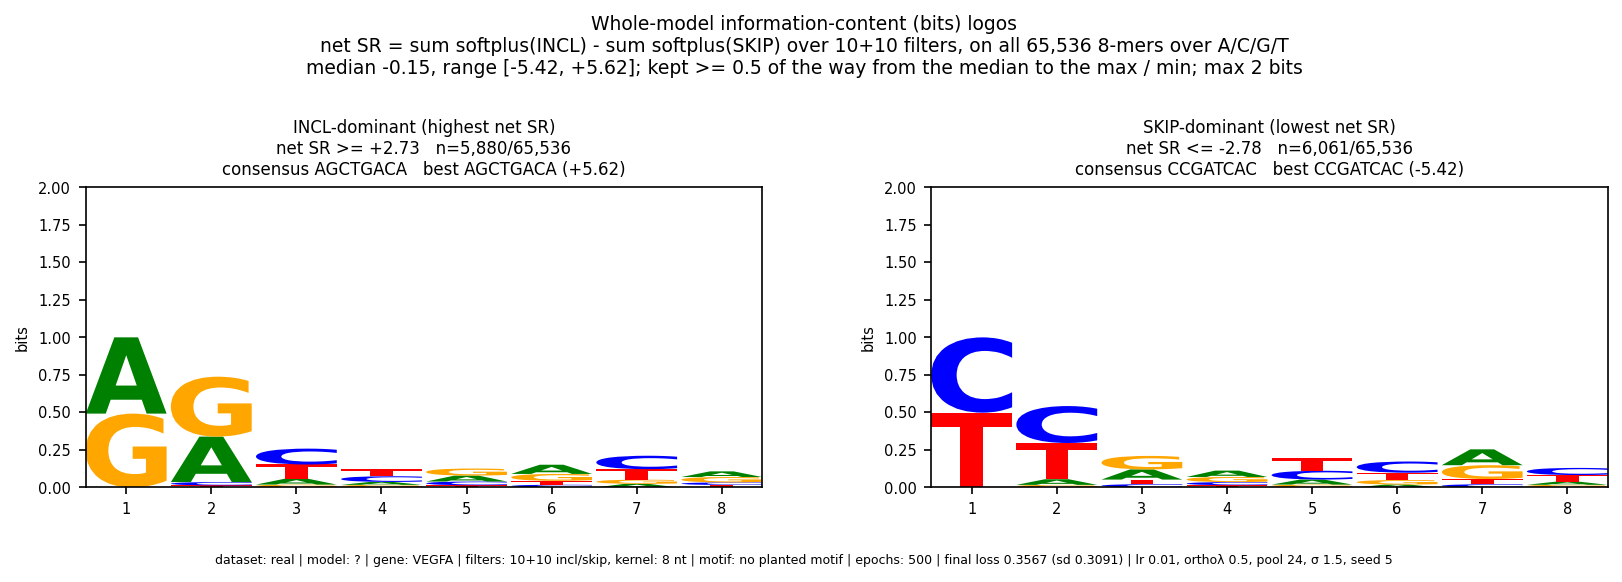 Whole-model information-content (bits) logos
net SR = sum softplus(INCL) - sum softplus(SKIP) over 10+10 filters, on all 65,536 8-mers over A/C/G/T
median -0.15, range [-5.42, +5.62]; kept >= 0.5 of the way from the median to the max / min; max 2 bits
INCL-dominant (highest net SR)
net SR >= +2.73   n=5,880/65,536
consensus AGCTGACA   best AGCTGACA (+5.62)
2.00
1.75
1.50
1.25
1.00
0.75
0.50
0.25
0.00
bits
1 2 3 4 5 6 7 8
SKIP-dominant (lowest net SR)
net SR <= -2.78   n=6,061/65,536
consensus CCGATCAC   best CCGATCAC (-5.42)
2.00
1.75
1.50
1.25
1.00
0.75
0.50
0.25
0.00
bits
1 2 3 4 5 6 7 8
dataset: real | model: ? | gene: VEGFA | filters: 10+10 incl/skip, kernel: 8 nt | motif: no planted motif | epochs: 500 | final loss 0.3567 (sd 0.3091) | lr 0.01, orthoλ 0.5, pool 24, σ 1.5, seed 5